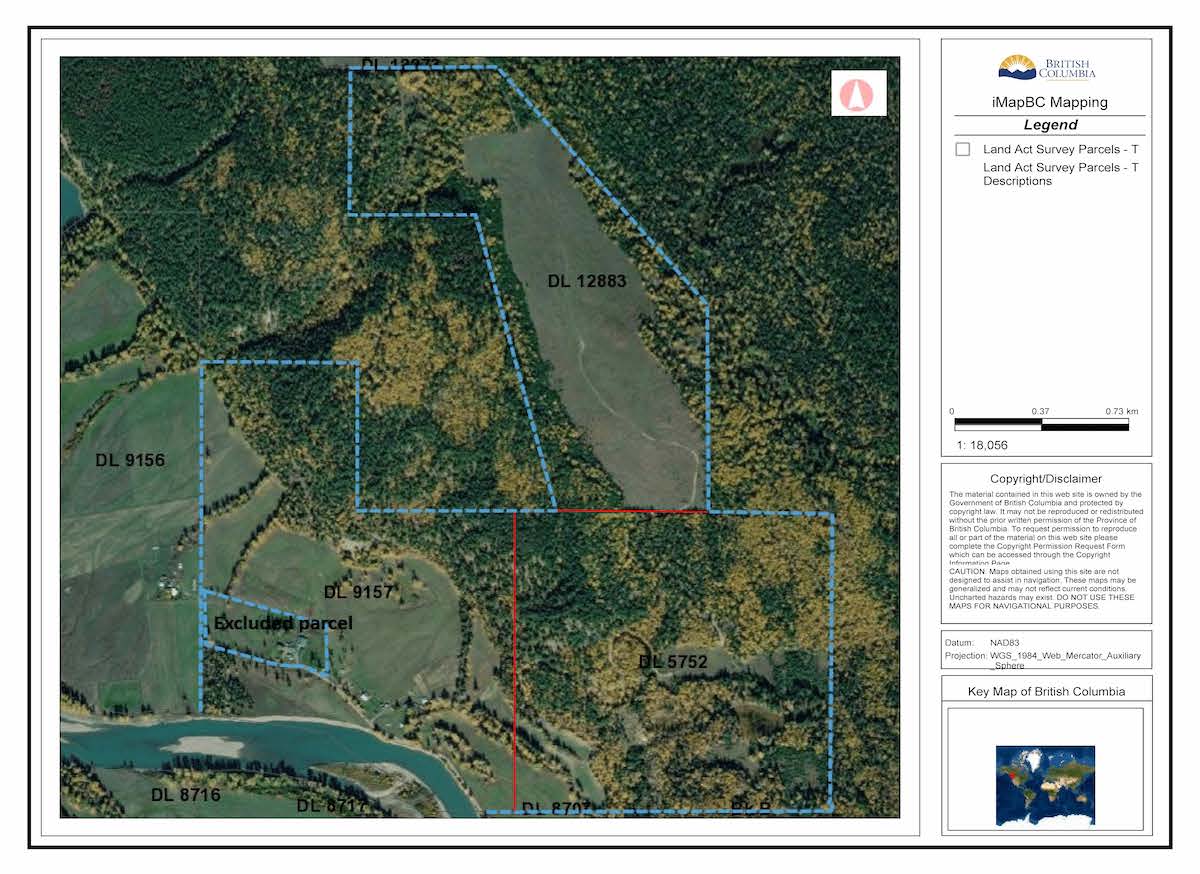 DL 12883
DL 9156
DL 9157
Excluded parcel
DL 5752
DL 8716
DL 8717
DL 8707
BRITISH
COLUMBIA
iMapBC Mapping
Legend
Land Act Survey Parcels - T
Land Act Survey Parcels - T
Descriptions
0 0.37 0.73 km
1: 18,056
Copyright/Disclaimer
The material contained in this web site is owned by the
Government of British Columbia and protected by
copyright law. It may not be reproduced or redistributed
without the prior written permission of the Province of
British Columbia. To request permission to reproduce
all or part of the material on this web site please
complete the Copyright Permission Request Form
which can be accessed through the Copyright
Information Page.
CAUTION: Maps obtained using this site are not
designed to assist in navigation. These maps may be
generalized and may not reflect current conditions.
Uncharted hazards may exist. DO NOT USE THESE
MAPS FOR NAVIGATIONAL PURPOSES.
Datum: NAD83
Projection: WGS_1984_Web_Mercator_Auxiliary
_Sphere
Key Map of British Columbia